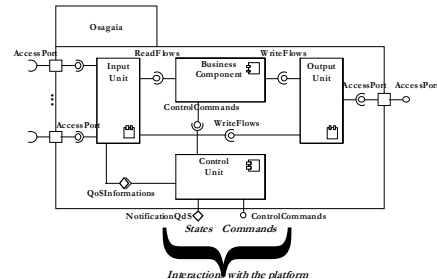 Osagaia
AccessPort
Input
Unit
ReadFlows
Business
Component
WriteFlows
Output
Unit
AccessPort
AccessPort
ControlCommands
AccessPort
WriteFlows
Control
Unit
QoSInformations
NotificationQdS
ControlCommands
States Commands
Interactions with the platform